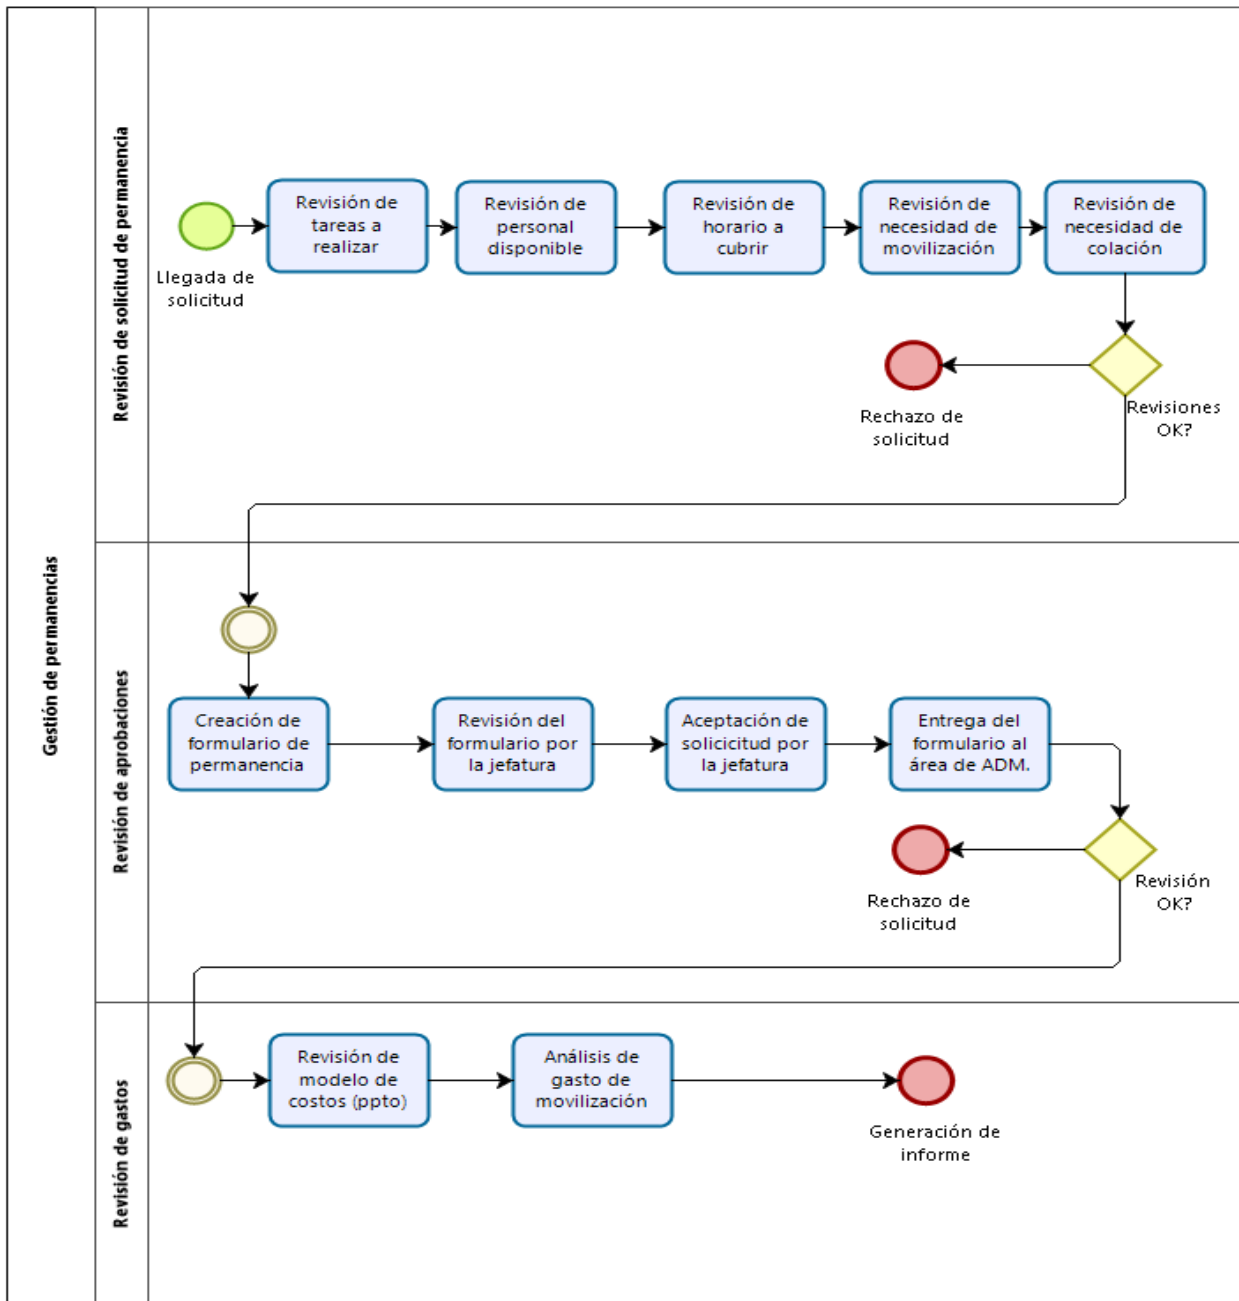 Gestión de permanencias
Revisión de solicitud de permanencia
Llegada de
solicitud
Revisión de
tareas a
realizar
Revisión de
personal
disponible
Revisión de
horario a
cubrir
Revisión de
necesidad de
movilización
Revisión de
necesidad de
colación
Revisiones
OK?
Rechazo de
solicitud
Revisión de aprobaciones
Creación de
formulario de
permanencia
Revisión del
formulario por
la jefatura
Aceptación de
solicicitud por
la jefatura
Entrega del
formulario al
área de ADM.
Revisión
OK?
Rechazo de
solicitud
Revisión de gastos
Revisión de
modelo de
costos (ppto)
Análisis de
gasto de
movilización
Generación de
informe